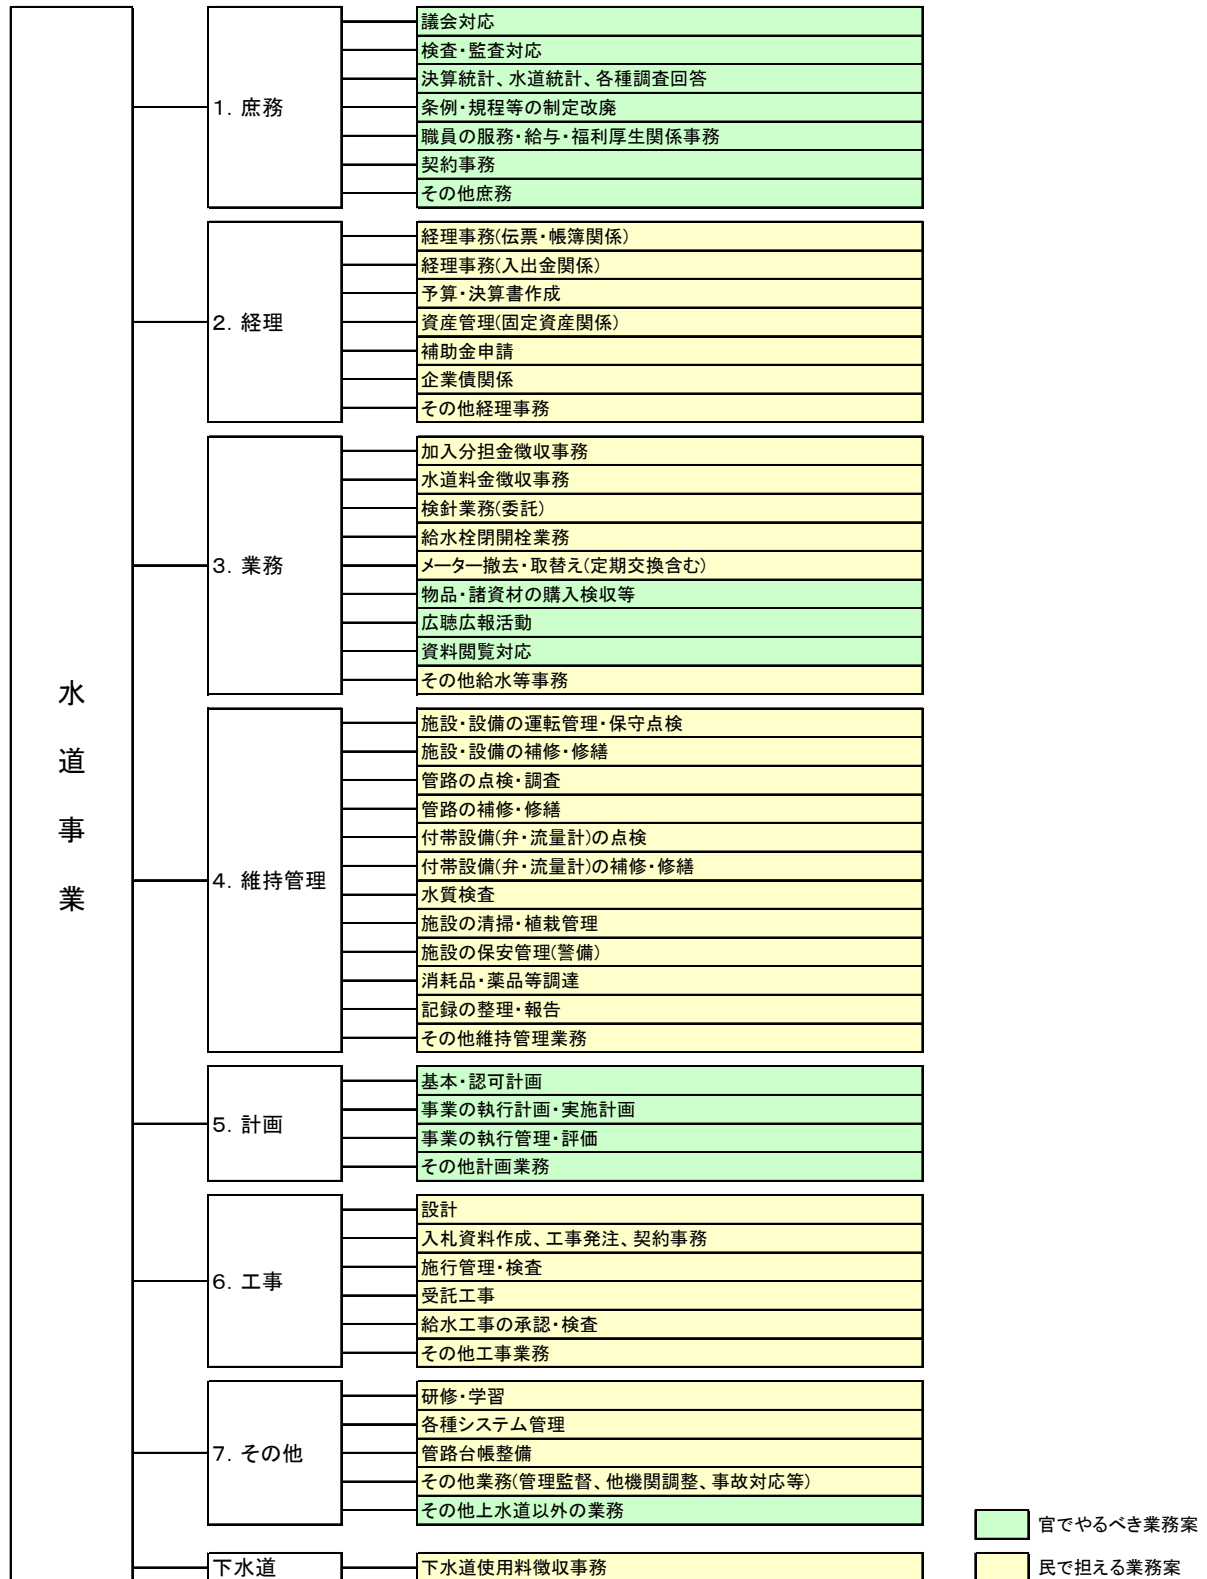 水道事業
1. 庶務
議会対応
検査・監査対応
決算統計、水道統計、各種調査回答
条例・規程等の制定改廃
職員の服務・給与・福利厚生関係事務
契約事務
その他庶務
2. 経理
経理事務(伝票・帳簿関係)
経理事務(入出金関係)
予算・決算書作成
資産管理(固定資産関係)
補助金申請
企業債関係
その他経理事務
3. 業務
加入分担金徴収事務
水道料金徴収事務
検針業務(委託)
給水栓閉開栓業務
メーター撤去・取替え(定期交換含む)
物品・諸資材の購入検収等
広聴広報活動
資料閲覧対応
その他給水等事務
4. 維持管理
施設・設備の運転管理・保守点検
施設・設備の補修・修繕
管路の点検・調査
管路の補修・修繕
付帯設備(弁・流量計)の点検
付帯設備(弁・流量計)の補修・修繕
水質検査
施設の清掃・植栽管理
施設の保安管理(警備)
消耗品・薬品等調達
記録の整理・報告
その他維持管理業務
5. 計画
基本・認可計画
事業の執行計画・実施計画
事業の執行管理・評価
その他計画業務
6. 工事
設計
入札資料作成、工事発注、契約事務
施行管理・検査
受託工事
給水工事の承認・検査
その他工事業務
7. その他
研修・学習
各種システム管理
管路台帳整備
その他業務(管理監督、他機関調整、事故対応等)
その他上水道以外の業務
下水道
下水道使用料徴収事務
官でやるべき業務案
民で担える業務案